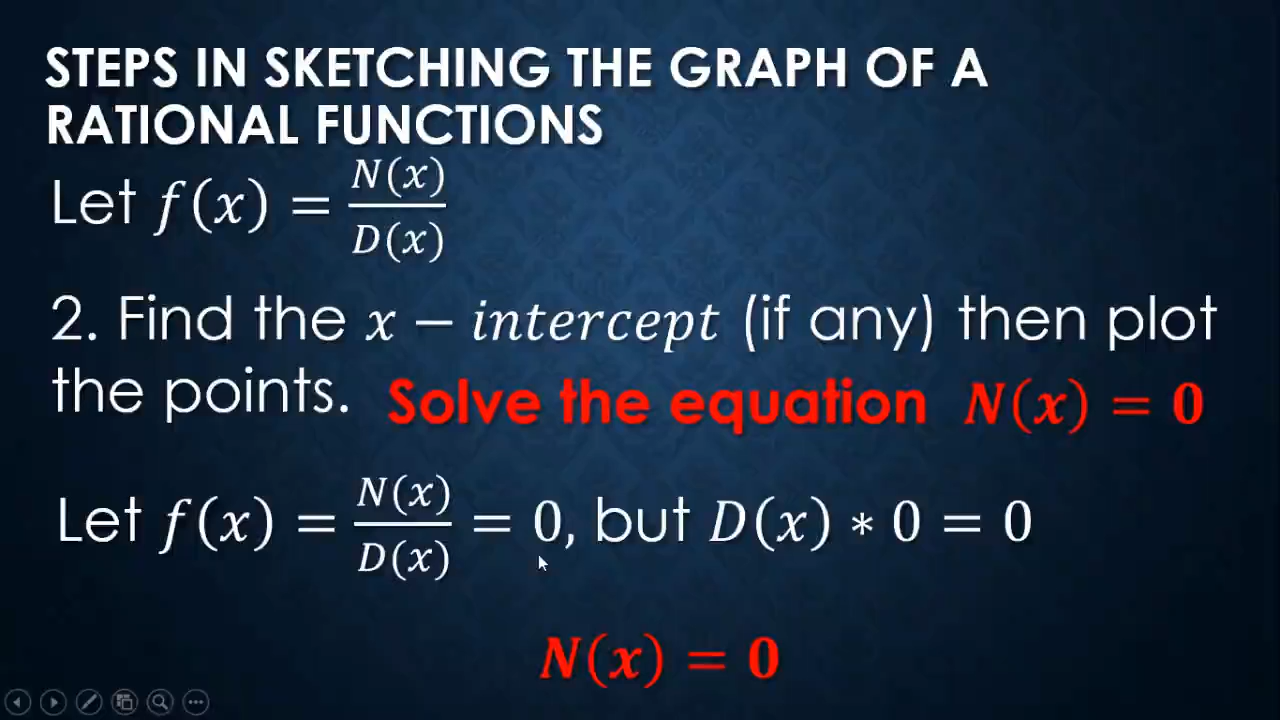 STEPS IN SKETCHING THE GRAPH OF A
RATIONAL FUNCTIONS
Let f(x) = N(x)/D(x)
2. Find the x − intercept (if any) then plot
the points. Solve the equation N(x) = 0
Let f(x) = N(x)/D(x) = 0, but D(x) ∗ 0 = 0
N(x) = 0